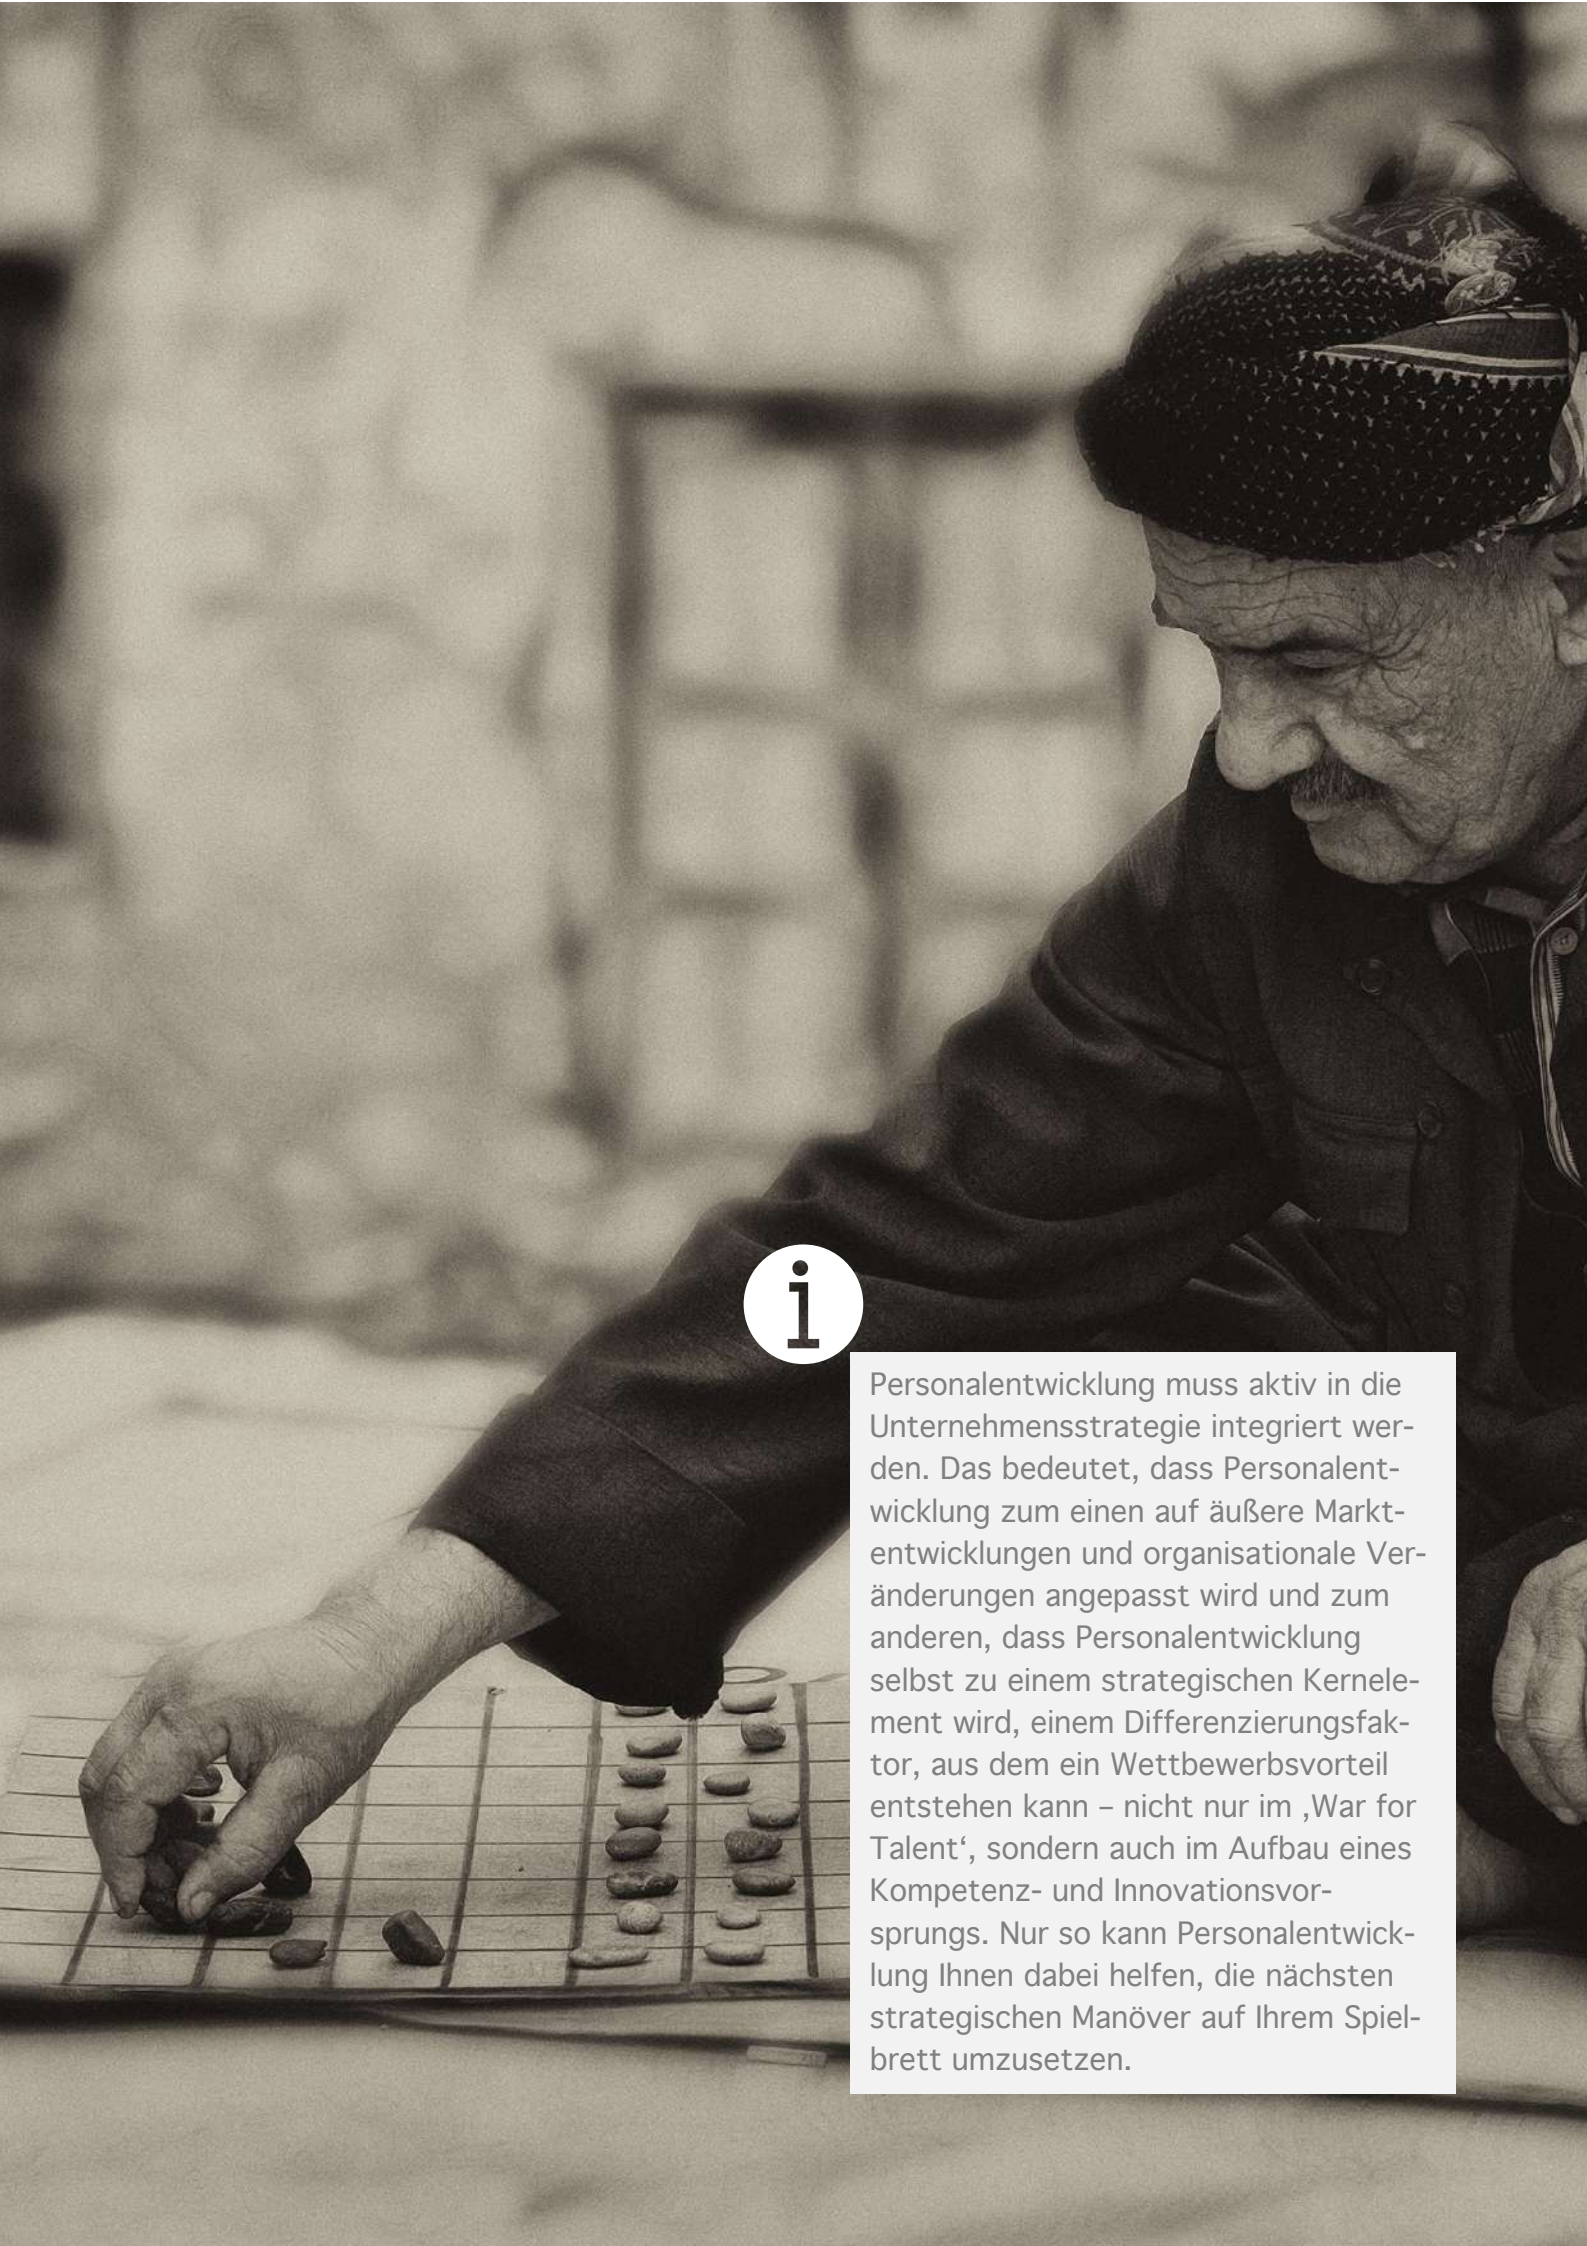 i
Personalentwicklung muss aktiv in die
Unternehmensstrategie integriert wer-
den. Das bedeutet, dass Personalent-
wicklung zum einen auf äußere Markt-
entwicklungen und organisationale Ver-
änderungen angepasst wird und zum
anderen, dass Personalentwicklung
selbst zu einem strategischen Kernele-
ment wird, einem Differenzierungsfak-
tor, aus dem ein Wettbewerbsvorteil
entstehen kann – nicht nur im ‚War for
Talent‘, sondern auch im Aufbau eines
Kompetenz- und Innovationsvor-
sprungs. Nur so kann Personalentwick-
lung Ihnen dabei helfen, die nächsten
strategischen Manöver auf Ihrem Spiel-
brett umzusetzen.